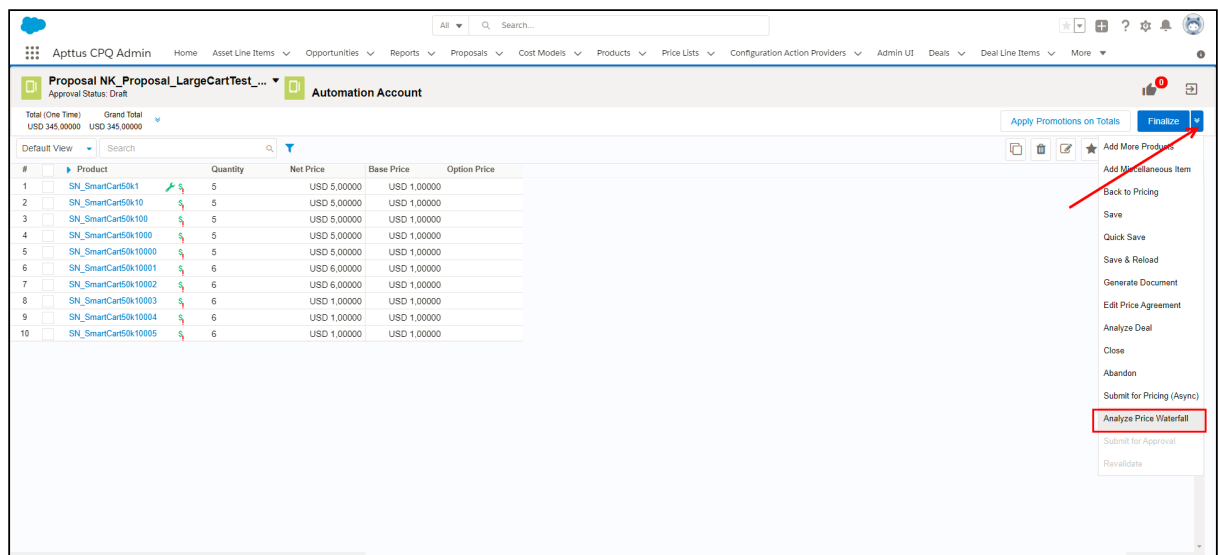 All
Search...
Apttus CPQ Admin Home Asset Line Items Opportunities Reports Proposals Cost Models Products Price Lists Configuration Action Providers Admin UI Deals Deal Line Items More
Proposal NK_Proposal_LargeCartTest_...
Approval Status: Draft
Automation Account
0
Total (One Time) Grand Total
USD 345,00000 USD 345,00000
Apply Promotions on Totals Finalize
Default View Search
# Product Quantity Net Price Base Price Option Price
1 SN_SmartCart50k1 5 USD 5,00000 USD 1,00000
2 SN_SmartCart50k10 5 USD 5,00000 USD 1,00000
3 SN_SmartCart50k100 5 USD 5,00000 USD 1,00000
4 SN_SmartCart50k1000 5 USD 5,00000 USD 1,00000
5 SN_SmartCart50k10000 5 USD 5,00000 USD 1,00000
6 SN_SmartCart50k10001 6 USD 6,00000 USD 1,00000
7 SN_SmartCart50k10002 6 USD 6,00000 USD 1,00000
8 SN_SmartCart50k10003 6 USD 1,00000 USD 1,00000
9 SN_SmartCart50k10004 6 USD 1,00000 USD 1,00000
10 SN_SmartCart50k10005 6 USD 1,00000 USD 1,00000
Add More Products
Add Miscellaneous Item
Back to Pricing
Save
Quick Save
Save & Reload
Generate Document
Edit Price Agreement
Analyze Deal
Close
Abandon
Submit for Pricing (Async)
Analyze Price Waterfall
Submit for Approval
Revalidate